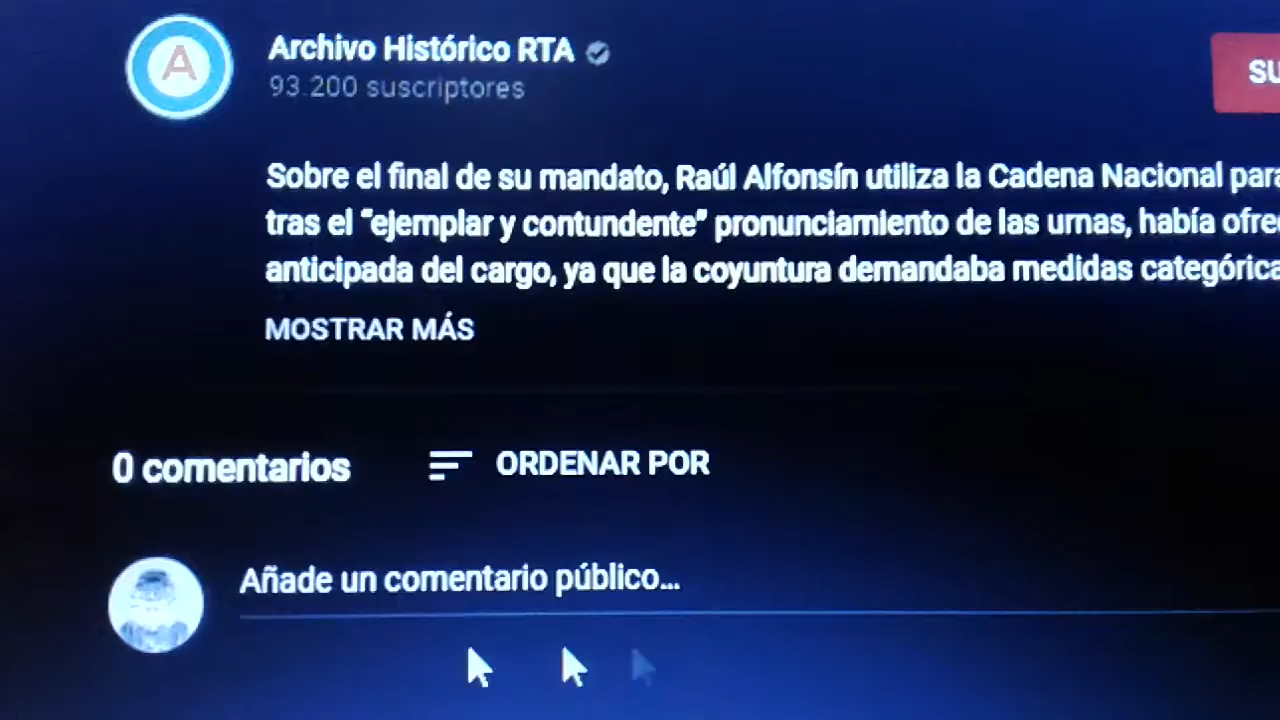 A
Archivo Histórico RTA
93.200 suscriptores
Sobre el final de su mandato, Raúl Alfonsín utiliza la Cadena Nacional para
tras el “ejemplar y contundente” pronunciamiento de las urnas, había
anticipada del cargo, ya que la coyuntura demandaba medidas
MOSTRAR MÁS
0 comentarios
ORDENAR POR
Añade un comentario público...